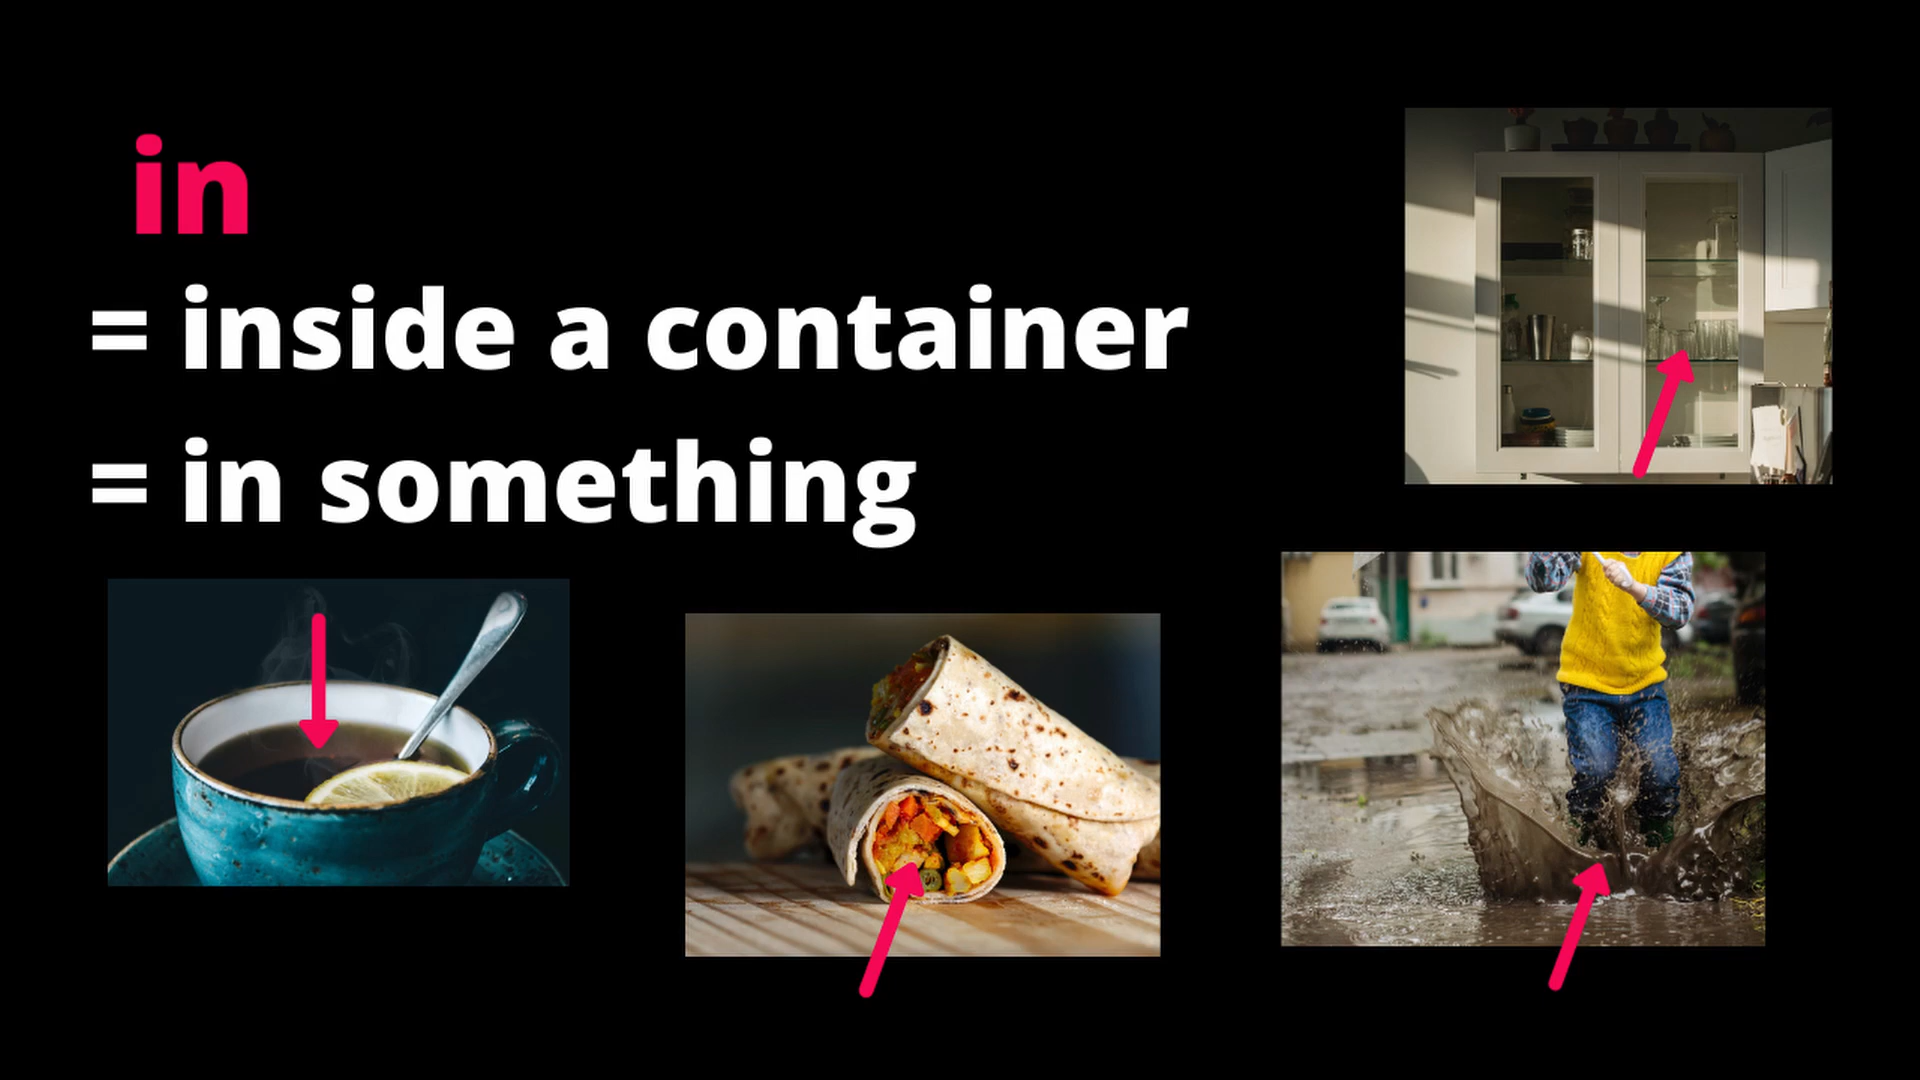 in
= inside a container
= in something